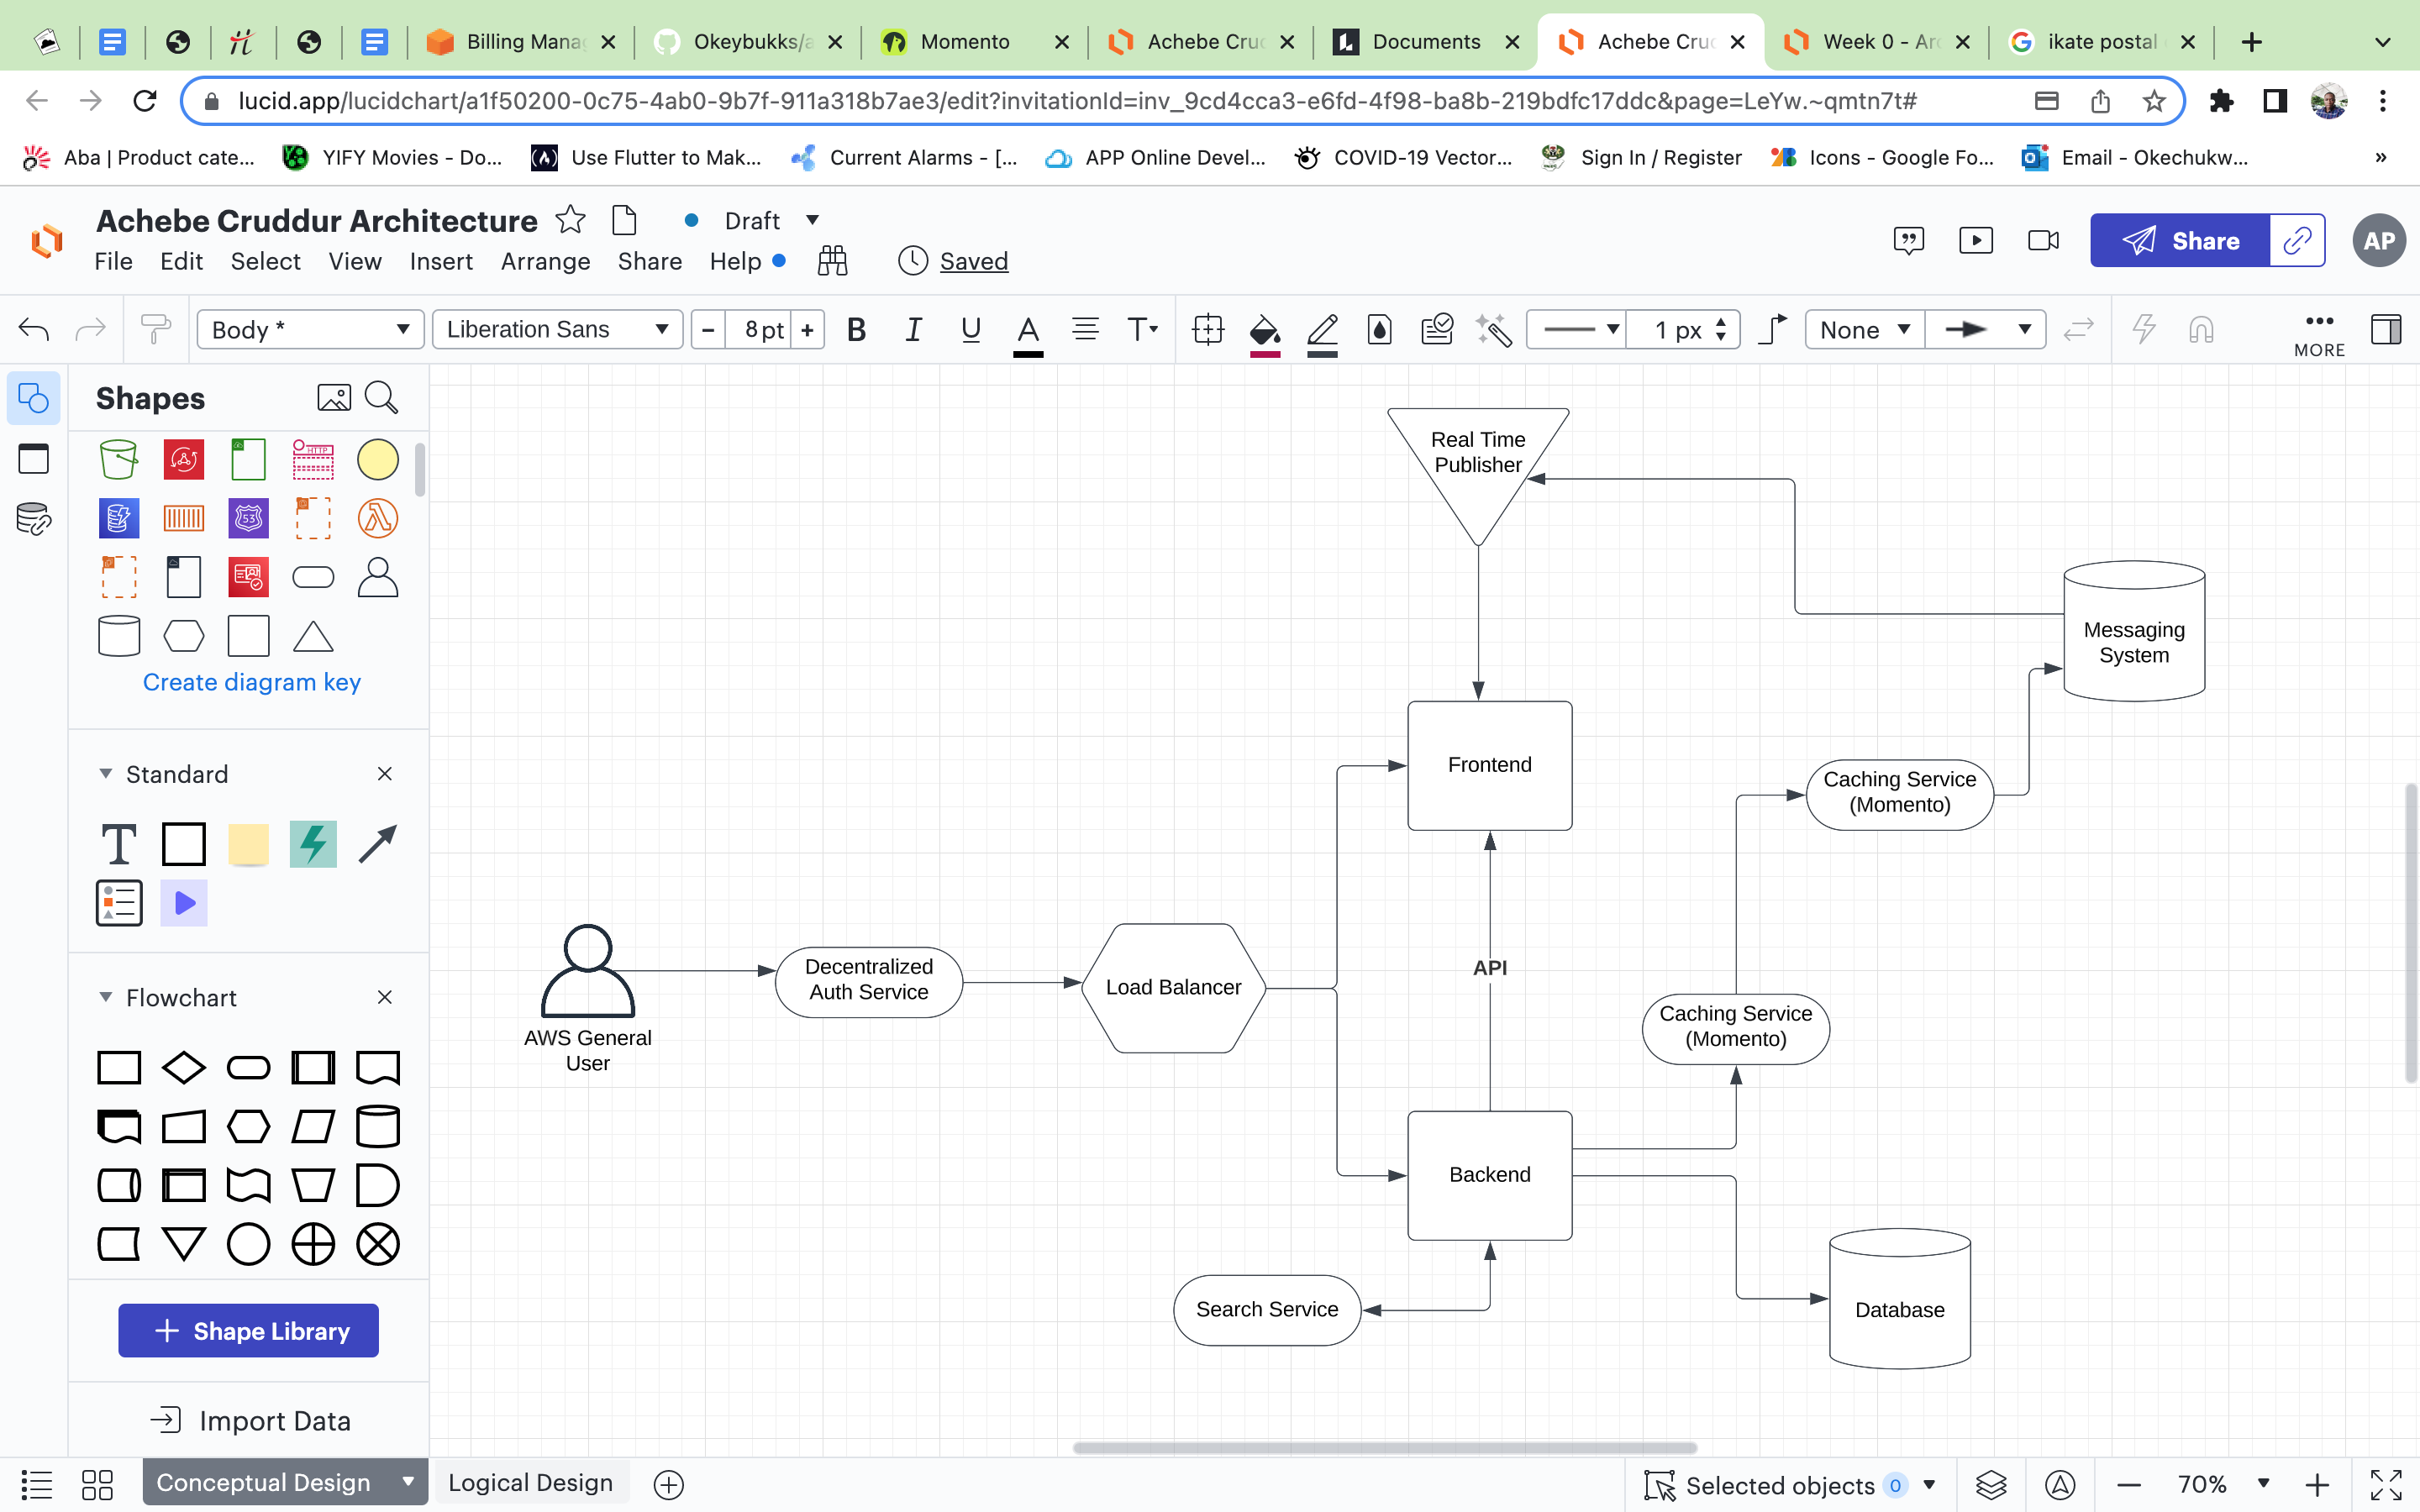 Billing Mana
Okeybukks/a
Momento
Achebe Cruc
Documents
Achebe Cruc
Week 0 - Arc
ikate postal
lucid.app/lucidchart/a1f50200-0c75-4ab0-9b7f-911a318b7ae3/edit?invitationId=inv_9cd4cca3-e6fd-4f98-ba8b-219bdfc17ddc&page=LeYw.~qmtn7t#
Aba | Product cate...
YIFY Movies - Do...
Use Flutter to Mak...
Current Alarms - [...
APP Online Devel...
COVID-19 Vector...
Sign In / Register
Icons - Google Fo...
Email - Okechukw...
»
Achebe Cruddur Architecture
Draft
File Edit Select View Insert Arrange Share Help
Saved
Share
AP
Body *
Liberation Sans
− 8 pt +
B I U A T
1 px
None
MORE
Shapes
HTTP
53
Create diagram key
Standard
T
Flowchart
+ Shape Library
Import Data
Real Time
Publisher
Messaging
System
Frontend
Caching Service
(Momento)
Decentralized
Auth Service
Load Balancer
API
AWS General
User
Caching Service
(Momento)
Backend
Search Service
Database
Conceptual Design
Logical Design
Selected objects 0
70%